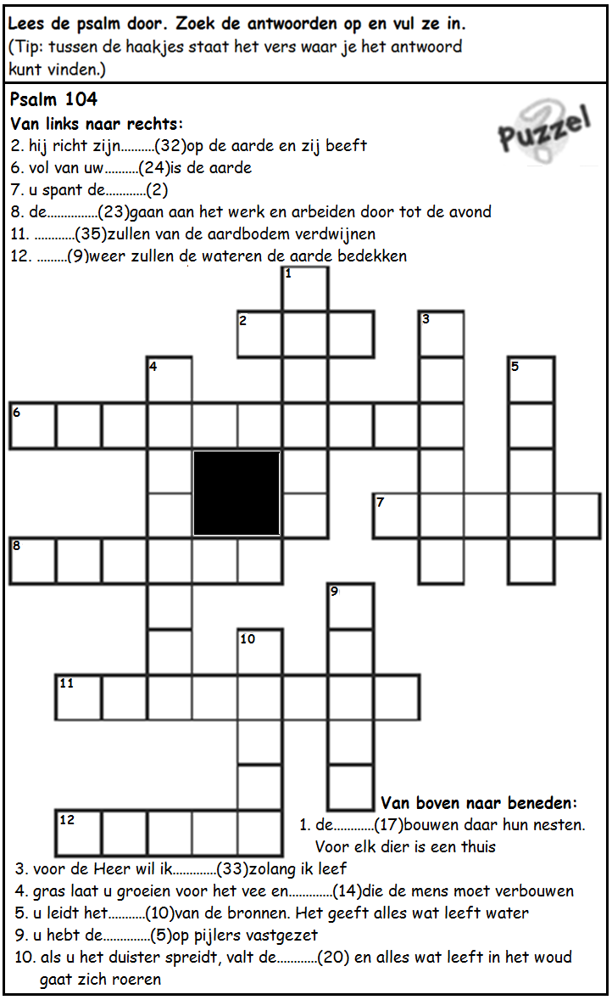 Lees de psalm door. Zoek de antwoorden op en vul ze in.
(Tip: tussen de haakjes staat het vers waar je het antwoord
kunt vinden.)
Psalm 104
Puzzel
Van links naar rechts:
2. hij richt zijn..........(32)op de aarde en zij beeft
6. vol van uw..........(24)is de aarde
7. u spant de............(2)
8. de...............(23)gaan aan het werk en arbeiden door tot de avond
11. ............(35)zullen van de aardbodem verdwijnen
12. .........(9)weer zullen de wateren de aarde bedekken
1
2
3
4
5
6
7
8
9
10
11
12
Van boven naar beneden:
1. de............(17)bouwen daar hun nesten.
Voor elk dier is een thuis
3. voor de Heer wil ik.............(33)zolang ik leef
4. gras laat u groeien voor het vee en.............(14)die de mens moet verbouwen
5. u leidt het...........(10)van de bronnen. Het geeft alles wat leeft water
9. u hebt de..............(5)op pijlers vastgezet
10. als u het duister spreidt, valt de............(20) en alles wat leeft in het woud
gaat zich roeren